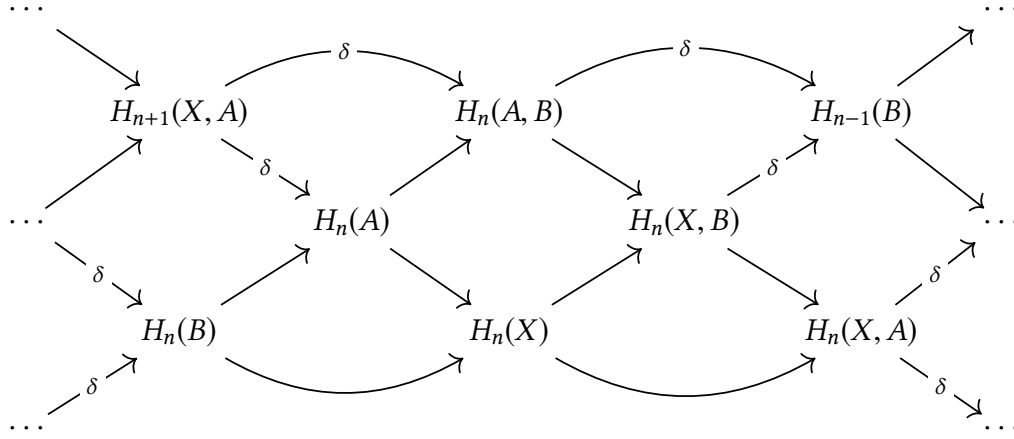 ⋯ ⋯
δ δ
H_{n+1}(X, A) H_n(A, B) H_{n−1}(B)
δ δ
⋯ H_n(A) H_n(X, B) ⋯
δ δ
H_n(B) H_n(X) H_n(X, A)
δ δ
⋯ ⋯